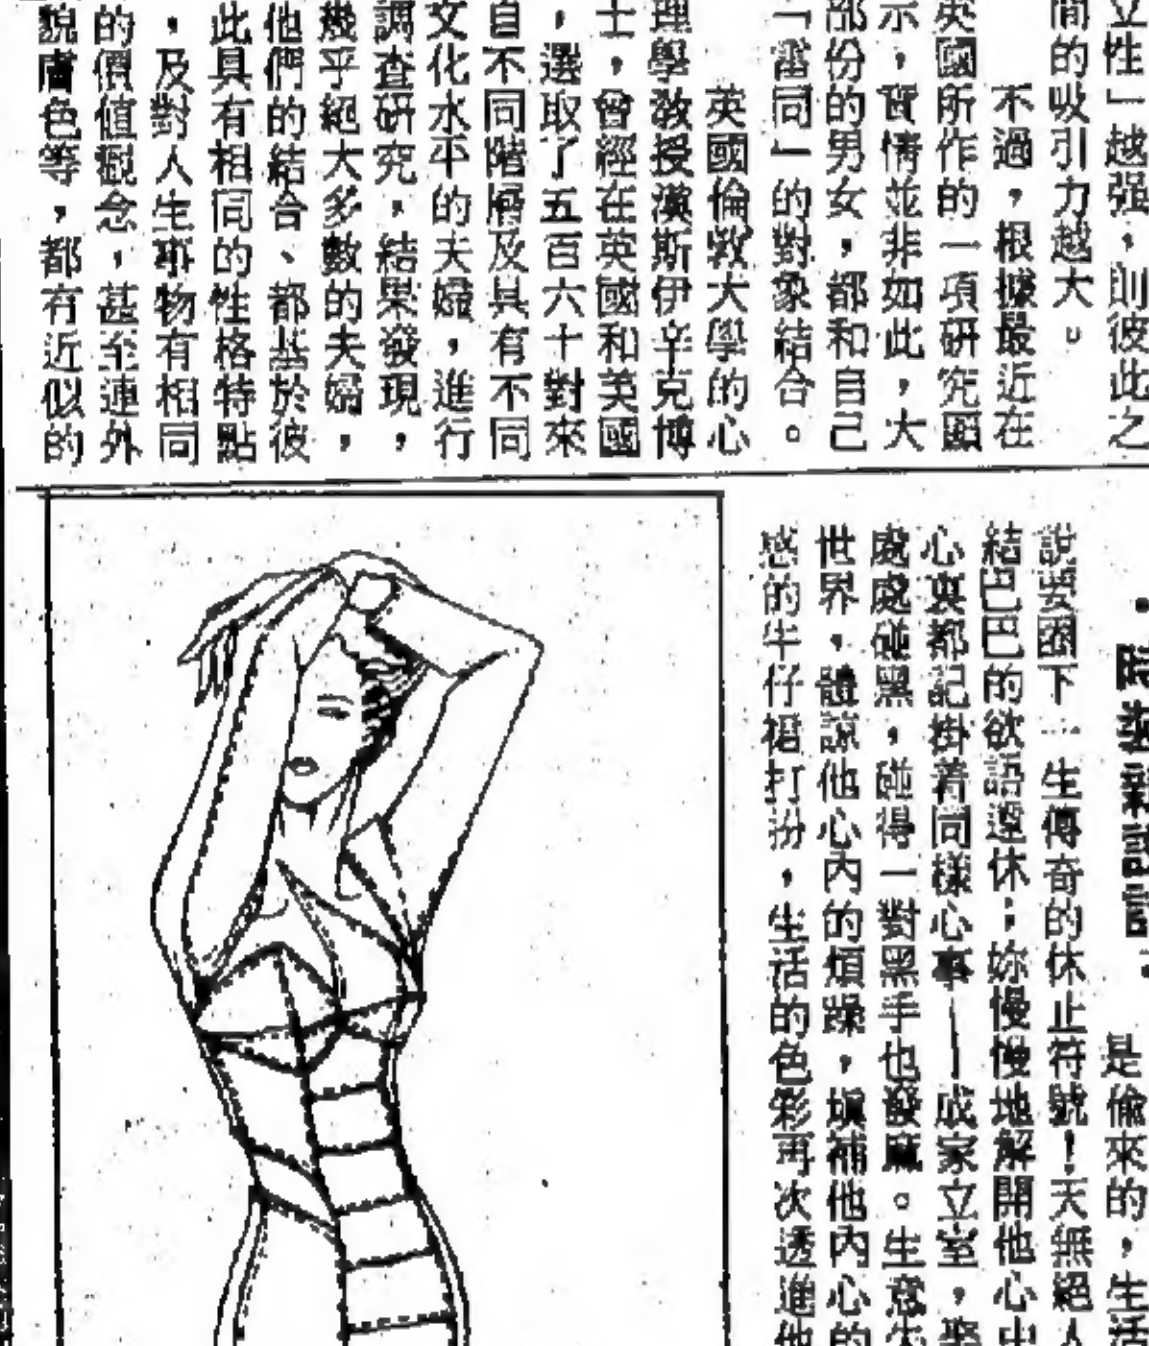 立性」越强，則彼此之
間的吸引力越大。
不過，根據最近在
英國所作的一項研究顯
示，實情並非如此，大
部份的男女，都和自己
「雷同」的對象結合。
英國倫敦大學的心
理學教授漢斯伊辛克博
士，曾經在英國和美國
，選取了五百六十對來
自不同階層及具有不同
文化水平的夫婦，進行
調查研究，結果發現，
幾乎絕大多數的夫婦，
他們的結合、都基於彼
此具有相同的性格特點
，及對人生事物有相同
的價值觀念，甚至連外
貌膚色等，都有近似的
・時裝雜誌・
是偷來的，生活
說要圈下一生傳奇的休止符號！天無絕人
結巴巴的欲語還休；妳慢慢地解開他心中
心裏都記掛着同樣心事——成家立室，
處處碰黑，碰得一對黑手也發麻。生意失
世界，體諒他心內的煩躁，填補他內心的
感的牛仔裙打扮，生活的色彩再次透進他